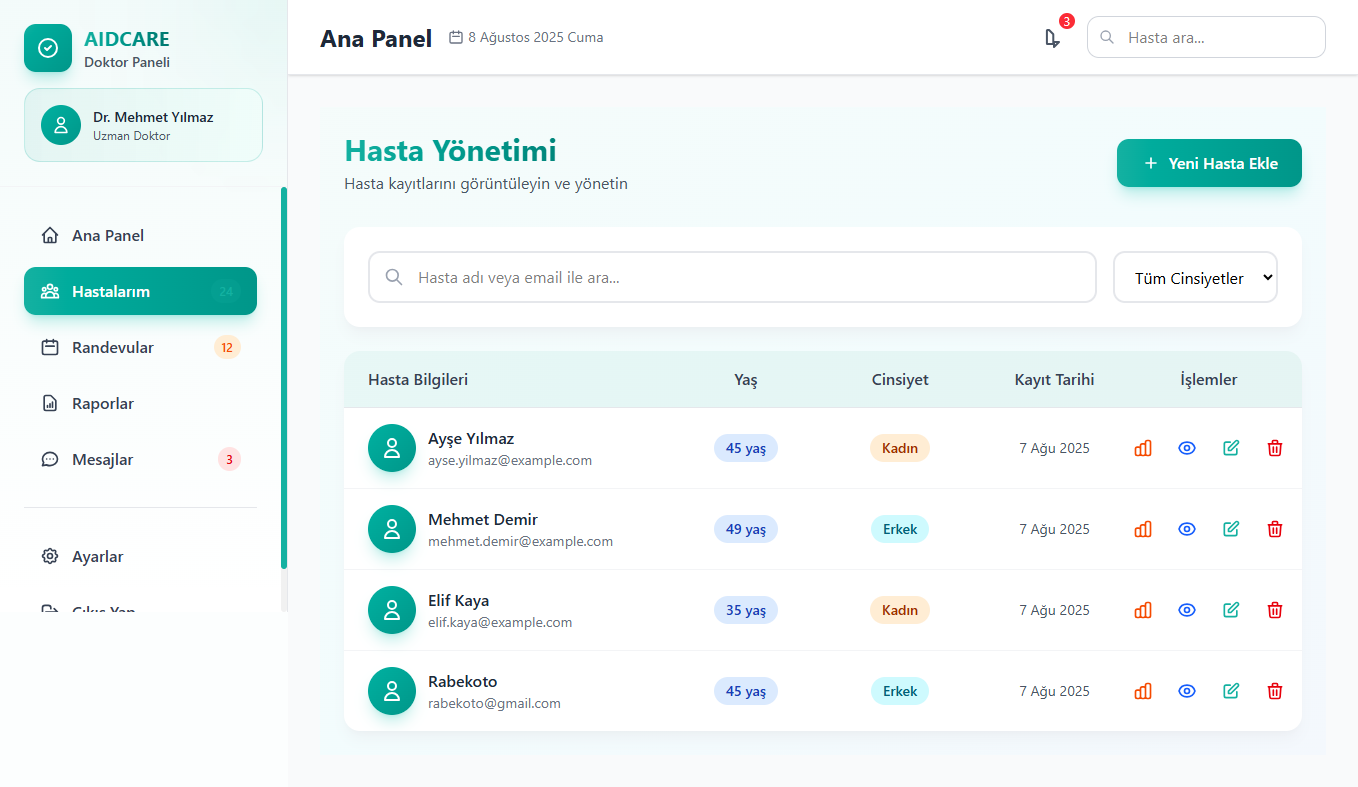 AIDCARE
Doktor Paneli
Dr. Mehmet Yılmaz
Uzman Doktor
Ana Panel
Hastalarım 24
Randevular 12
Raporlar
Mesajlar 3
Ayarlar
Çıkış Yap
Ana Panel 8 Ağustos 2025 Cuma 3 Hasta ara...
Hasta Yönetimi
Hasta kayıtlarını görüntüleyin ve yönetin
Yeni Hasta Ekle
Hasta adı veya email ile ara... Tüm Cinsiyetler
Hasta Bilgileri Yaş Cinsiyet Kayıt Tarihi İşlemler
Ayşe Yılmaz
ayse.yilmaz@example.com
45 yaş Kadın 7 Ağu 2025
Mehmet Demir
mehmet.demir@example.com
49 yaş Erkek 7 Ağu 2025
Elif Kaya
elif.kaya@example.com
35 yaş Kadın 7 Ağu 2025
Rabekoto
rabekoto@gmail.com
45 yaş Erkek 7 Ağu 2025